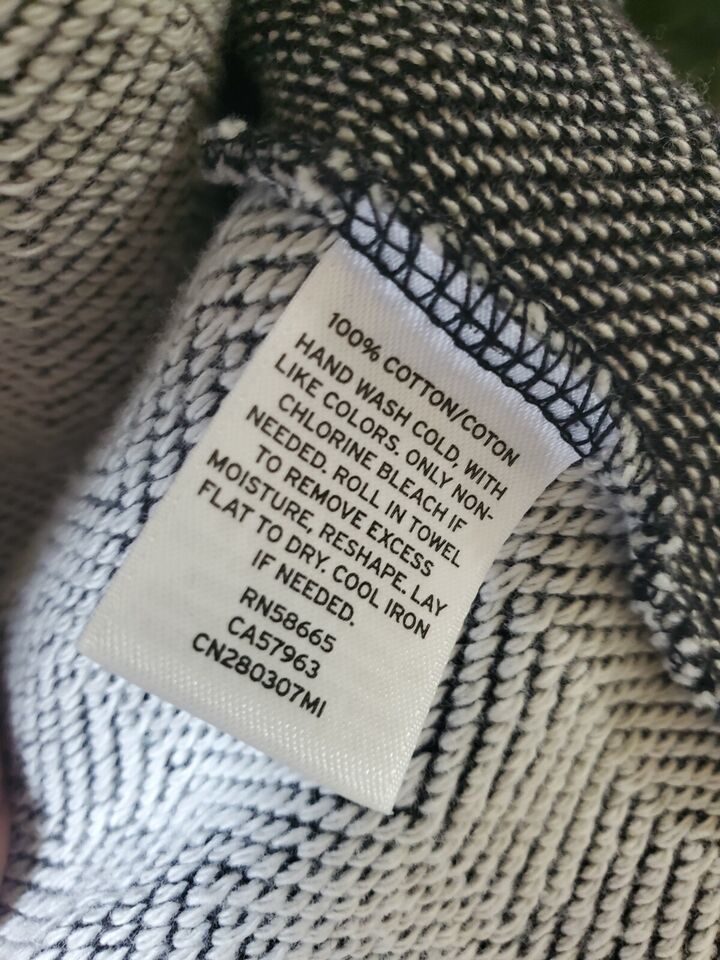 100% COTTON/COTON
HAND WASH COLD, WITH
LIKE COLORS. ONLY NON-
CHLORINE BLEACH IF
NEEDED. ROLL IN TOWEL
TO REMOVE EXCESS
MOISTURE, RESHAPE. LAY
FLAT TO DRY. COOL IRON
IF NEEDED.
RN58665
CA57963
CN280307MI